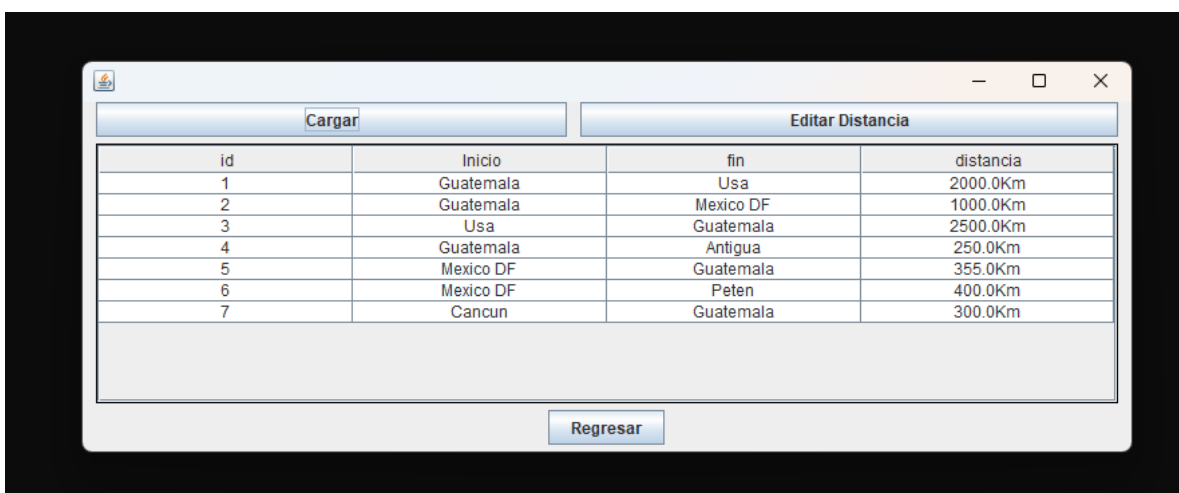 Cargar Editar Distancia
id Inicio fin distancia
1 Guatemala Usa 2000.0Km
2 Guatemala Mexico DF 1000.0Km
3 Usa Guatemala 2500.0Km
4 Guatemala Antigua 250.0Km
5 Mexico DF Guatemala 355.0Km
6 Mexico DF Peten 400.0Km
7 Cancun Guatemala 300.0Km
Regresar